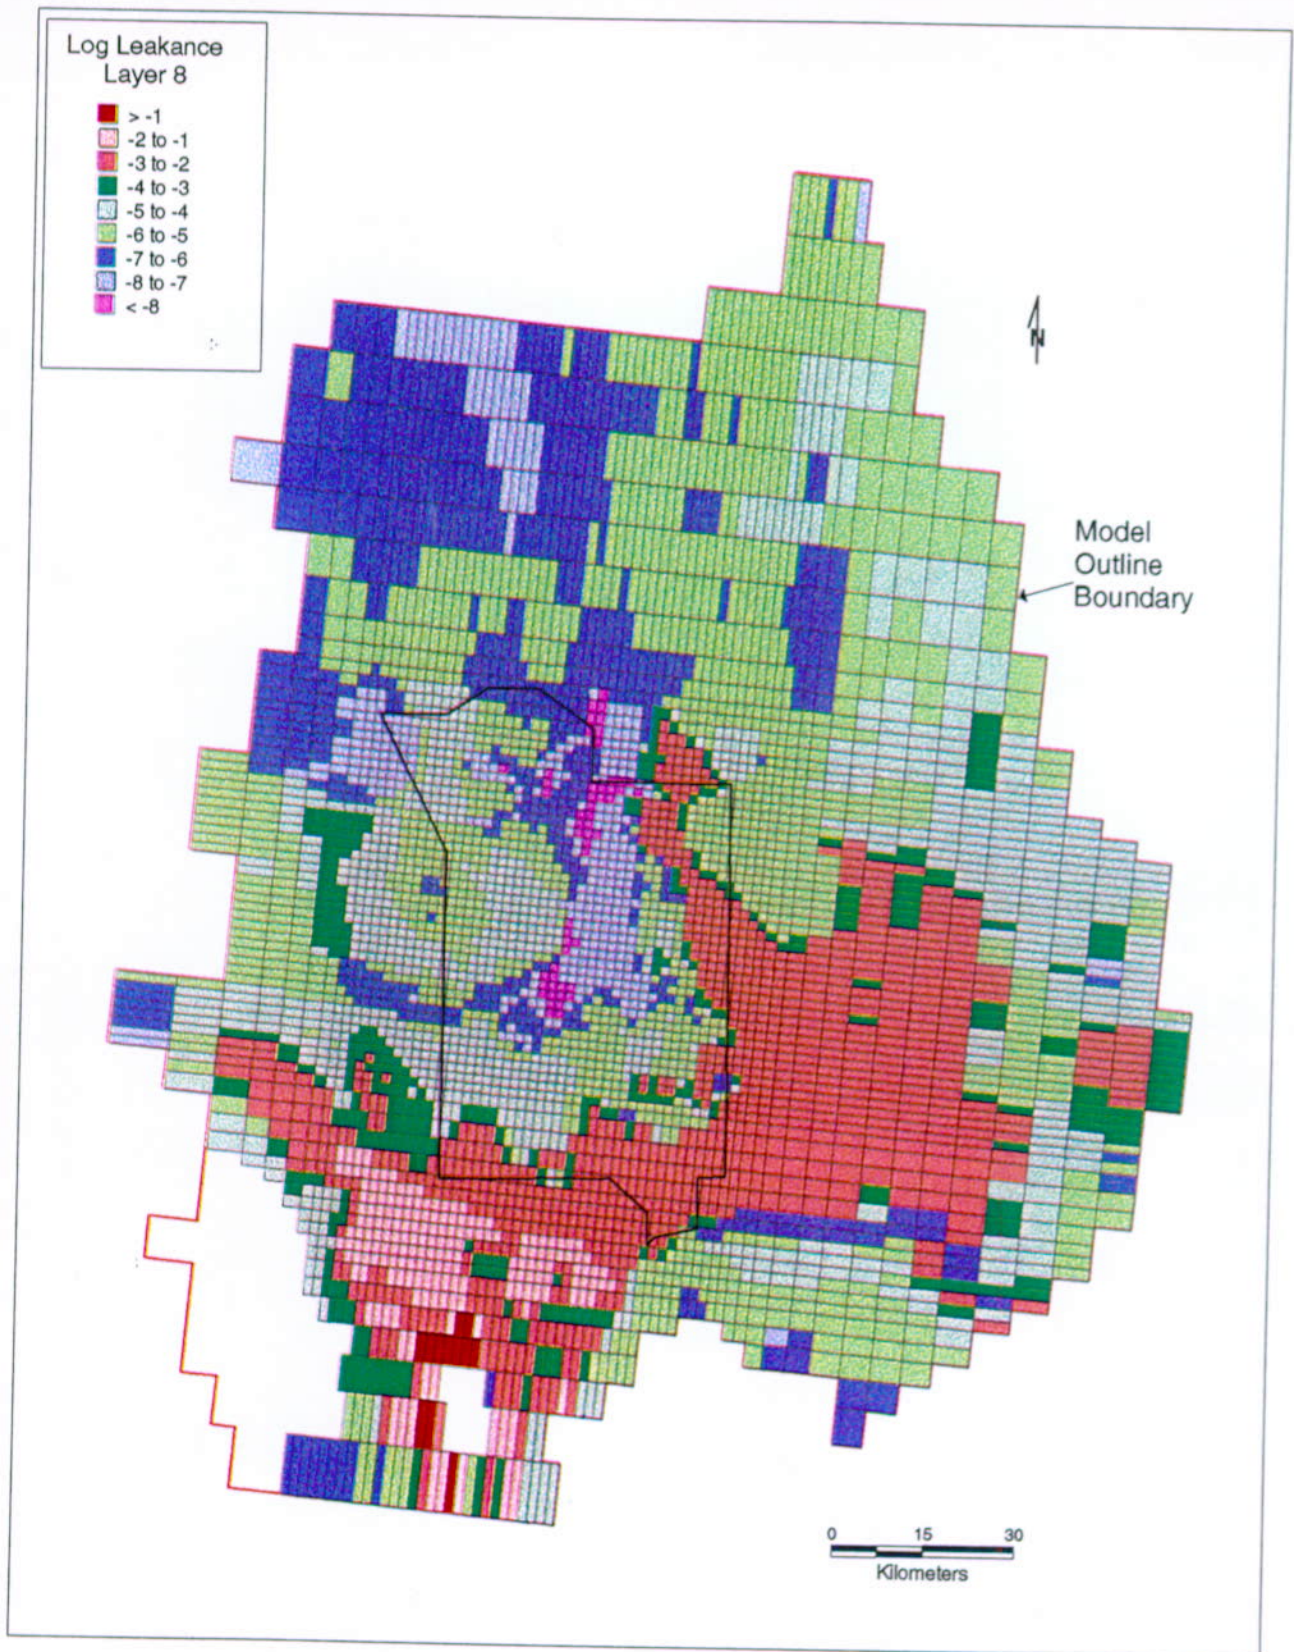 Log Leakance
Layer 8
> -1
-2 to -1
-3 to -2
-4 to -3
-5 to -4
-6 to -5
-7 to -6
-8 to -7
< -8
N
Model
Outline
Boundary
0 15 30
Kilometers